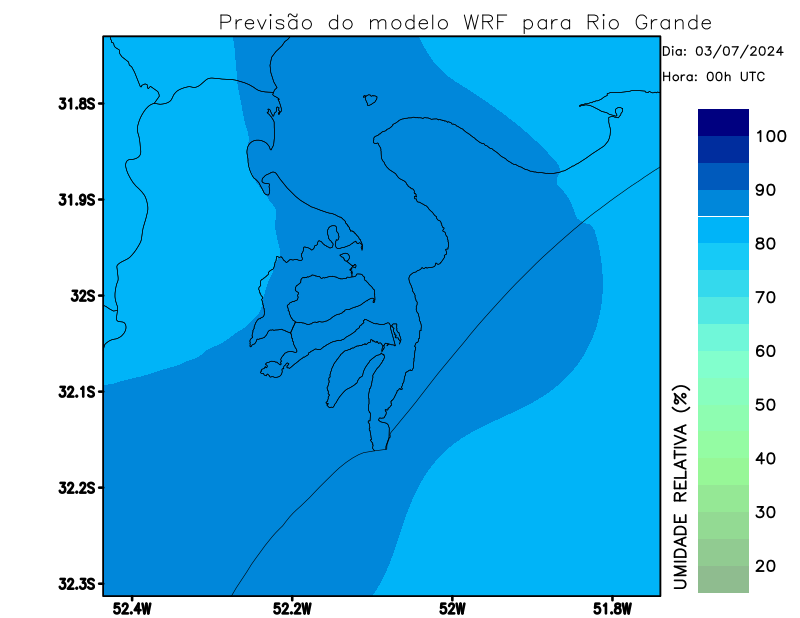 Previsão do modelo WRF para Rio Grande
Dia: 03/07/2024
Hora: 00h UTC
31.8S
31.9S
32S
32.1S
32.2S
32.3S
52.4W
52.2W
52W
51.8W
100
90
80
70
60
50
40
30
20
UMIDADE RELATIVA (%)